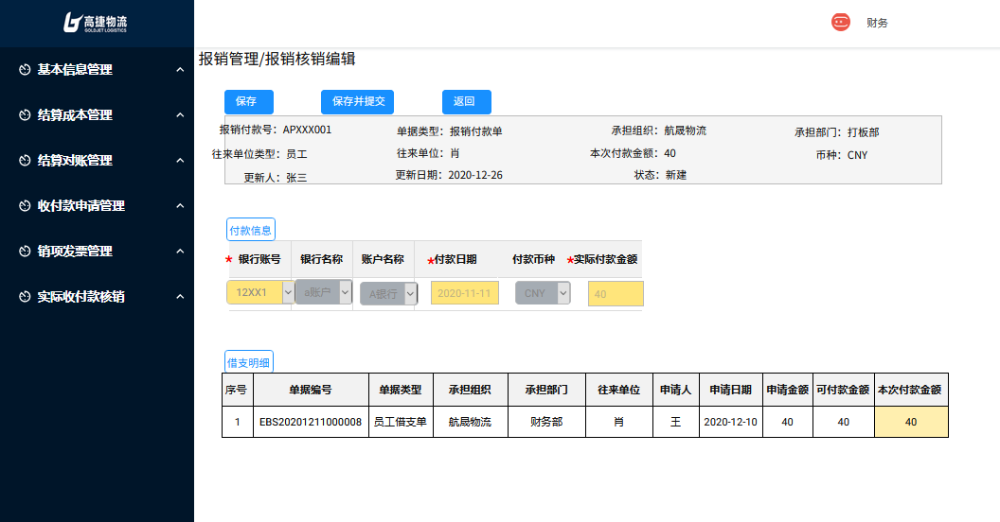 高捷物流
GOLDJET LOGISTICS
财务
基本信息管理
结算成本管理
结算对账管理
收付款申请管理
销项发票管理
实际收付款核销
报销管理/报销核销编辑
保存 保存并提交 返回
报销付款号：APXXX001 单据类型：报销付款单 承担组织：航晟物流 承担部门：打板部
往来单位类型：员工 往来单位：肖 本次付款金额：40 币种：CNY
更新人：张三 更新日期：2020-12-26 状态：新建
付款信息
* 银行账号 银行名称 账户名称 *付款日期 付款币种 *实际付款金额
12XX1 a账户 A银行 2020-11-11 CNY 40
借支明细
序号 单据编号 单据类型 承担组织 承担部门 往来单位 申请人 申请日期 申请金额 可付款金额 本次付款金额
1 EBS20201211000008 员工借支单 航晟物流 财务部 肖 王 2020-12-10 40 40 40